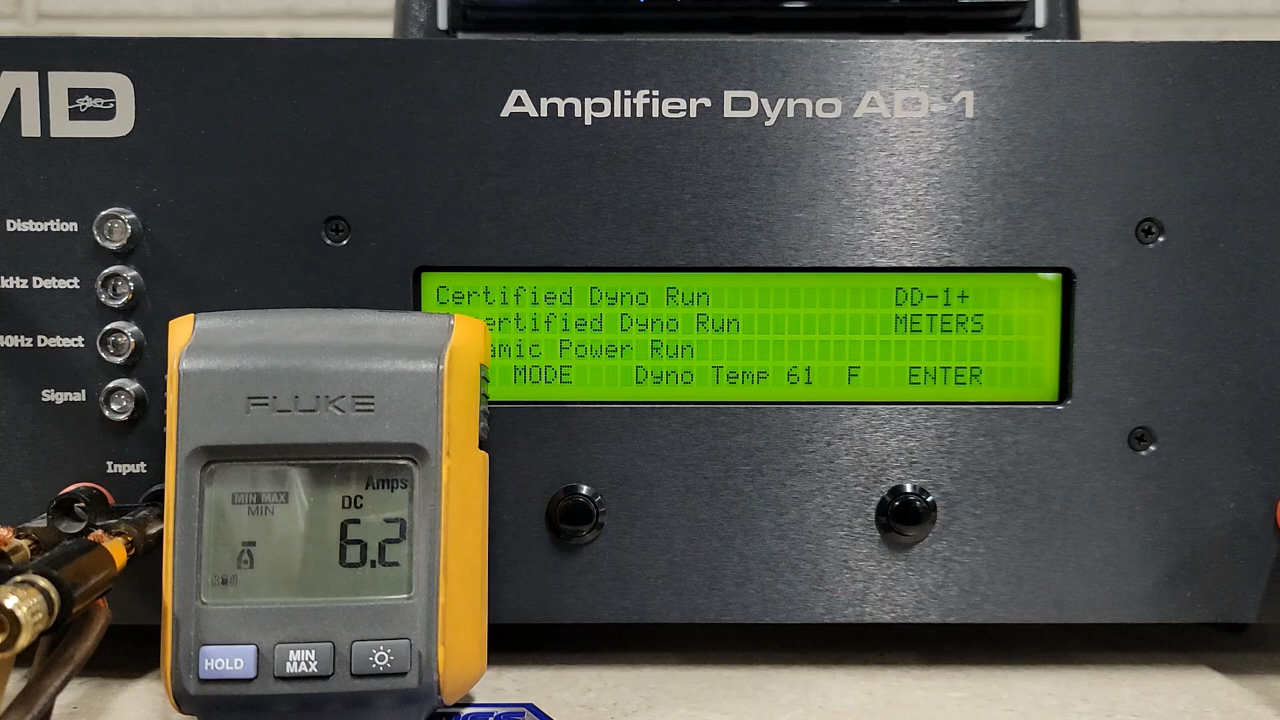 MD
Amplifier Dyno AD-1
Distortion
kHz Detect
40Hz Detect
Signal
Input
Certified Dyno Run DD-1+
ertified Dyno Run METERS
amic Power Run
MODE Dyno Temp 61 F ENTER
FLUKE
Amps
MIN MAX
MIN
DC
6.2
HOLD
MIN
MAX